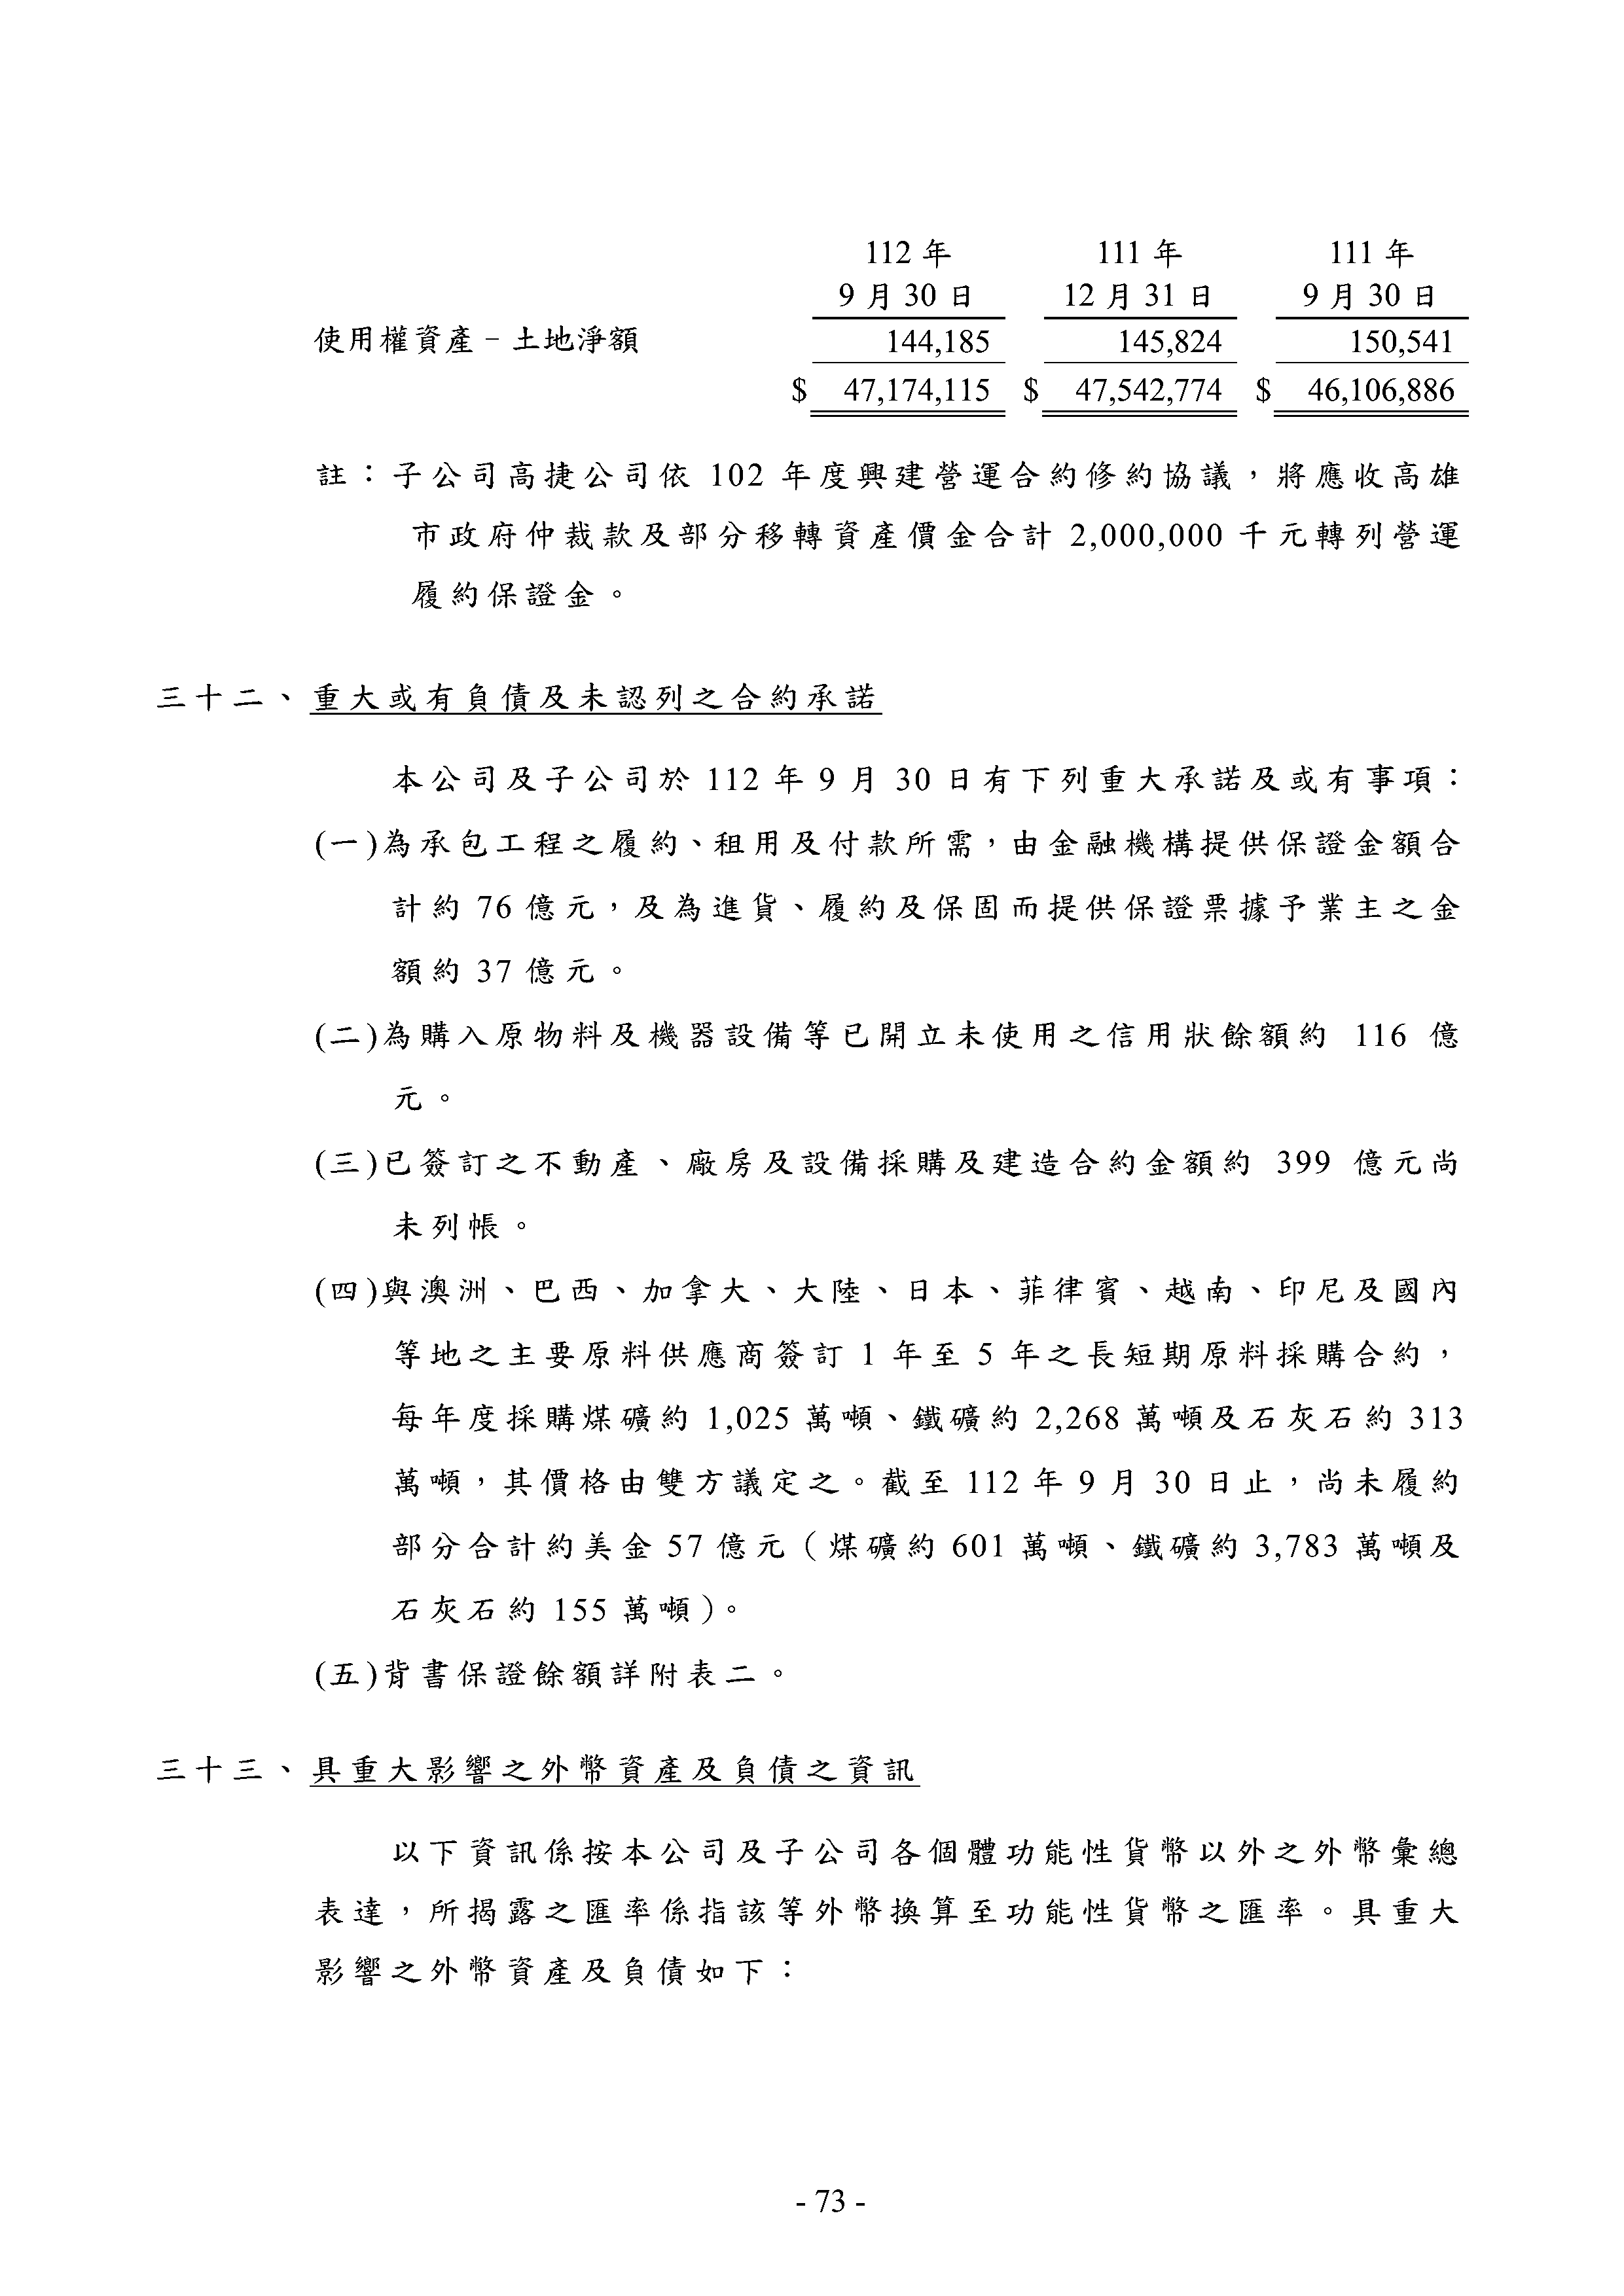 112 年 111 年 111 年
9 月 30 日 12 月 31 日 9 月 30 日
使用權資產－土地淨額 144,185 145,824 150,541
$ 47,174,115 $ 47,542,774 $ 46,106,886
註：子公司高捷公司依 102 年度興建營運合約修約協議，將應收高雄
市政府仲裁款及部分移轉資產價金合計 2,000,000 千元轉列營運
履約保證金。
三十二、重大或有負債及未認列之合約承諾
本公司及子公司於 112 年 9 月 30 日有下列重大承諾及或有事項：
(一)為承包工程之履約、租用及付款所需，由金融機構提供保證金額合
計約 76 億元，及為進貨、履約及保固而提供保證票據予業主之金
額約 37 億元。
(二)為購入原物料及機器設備等已開立未使用之信用狀餘額約 116 億
元。
(三)已簽訂之不動產、廠房及設備採購及建造合約金額約 399 億元尚
未列帳。
(四)與澳洲、巴西、加拿大、大陸、日本、菲律賓、越南、印尼及國內
等地之主要原料供應商簽訂 1 年至 5 年之長短期原料採購合約，
每年度採購煤礦約 1,025 萬噸、鐵礦約 2,268 萬噸及石灰石約 313
萬噸，其價格由雙方議定之。截至 112 年 9 月 30 日止，尚未履約
部分合計約美金 57 億元（煤礦約 601 萬噸、鐵礦約 3,783 萬噸及
石灰石約 155 萬噸）。
(五)背書保證餘額詳附表二。
三十三、具重大影響之外幣資產及負債之資訊
以下資訊係按本公司及子公司各個體功能性貨幣以外之外幣彙總
表達，所揭露之匯率係指該等外幣換算至功能性貨幣之匯率。具重大
影響之外幣資產及負債如下：
- 73 -